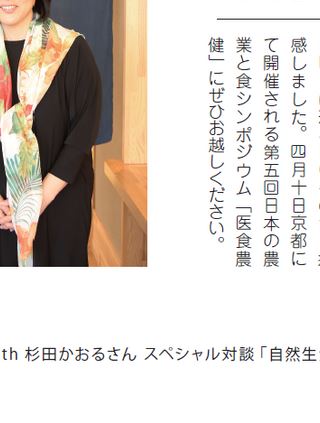 感しました。四月十日京都に
て開催される第五回日本の農
業と食シンポジウム「医食農
健」にぜひお越しください。
th 杉田かおるさん スペシャル対談「自然生